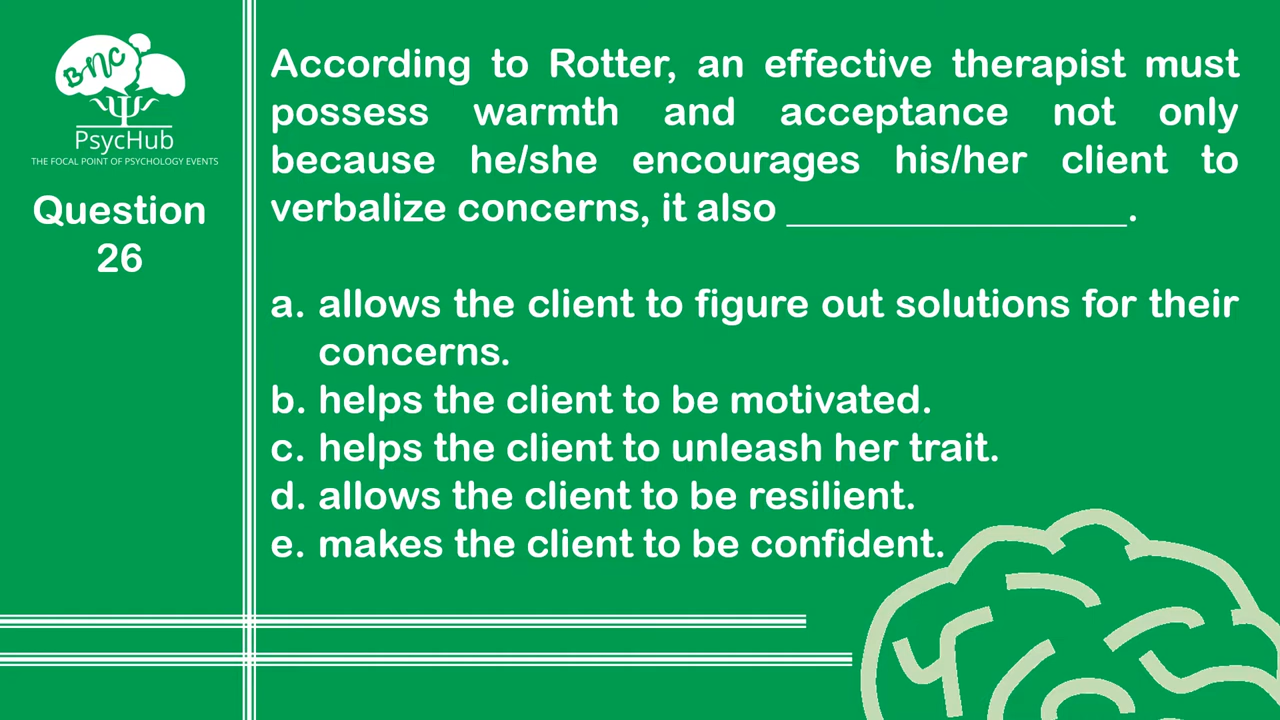 BNC
PsycHub
THE FOCAL POINT OF PSYCHOLOGY EVENTS
Question
26
According to Rotter, an effective therapist must
possess warmth and acceptance not only
because he/she encourages his/her client to
verbalize concerns, it also _________________.
a. allows the client to figure out solutions for their
concerns.
b. helps the client to be motivated.
c. helps the client to unleash her trait.
d. allows the client to be resilient.
e. makes the client to be confident.